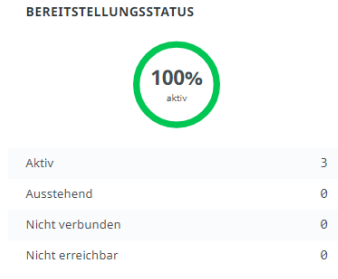 BEREITSTELLUNGSSTATUS
100%
aktiv
Aktiv 3
Ausstehend 0
Nicht verbunden 0
Nicht erreichbar 0